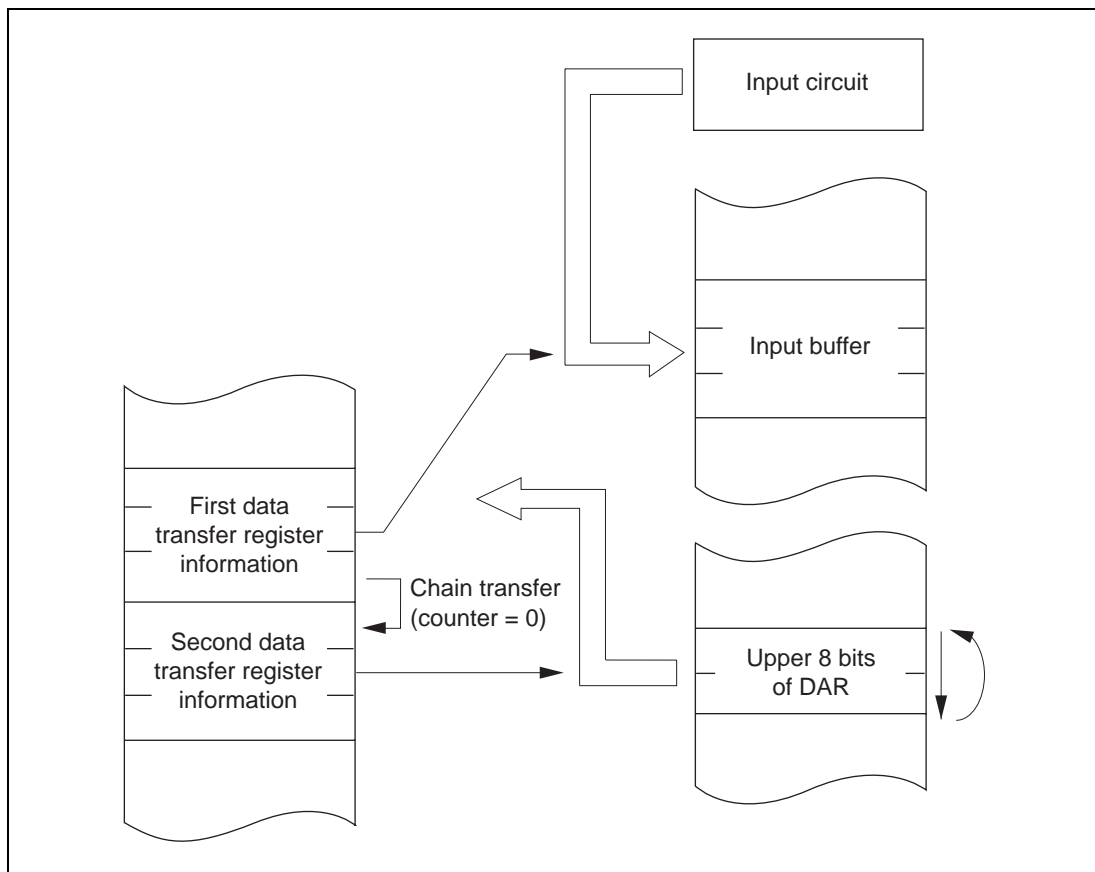 Input circuit
Input buffer
First data
transfer register
information
Chain transfer
(counter = 0)
Second data
transfer register
information
Upper 8 bits
of DAR